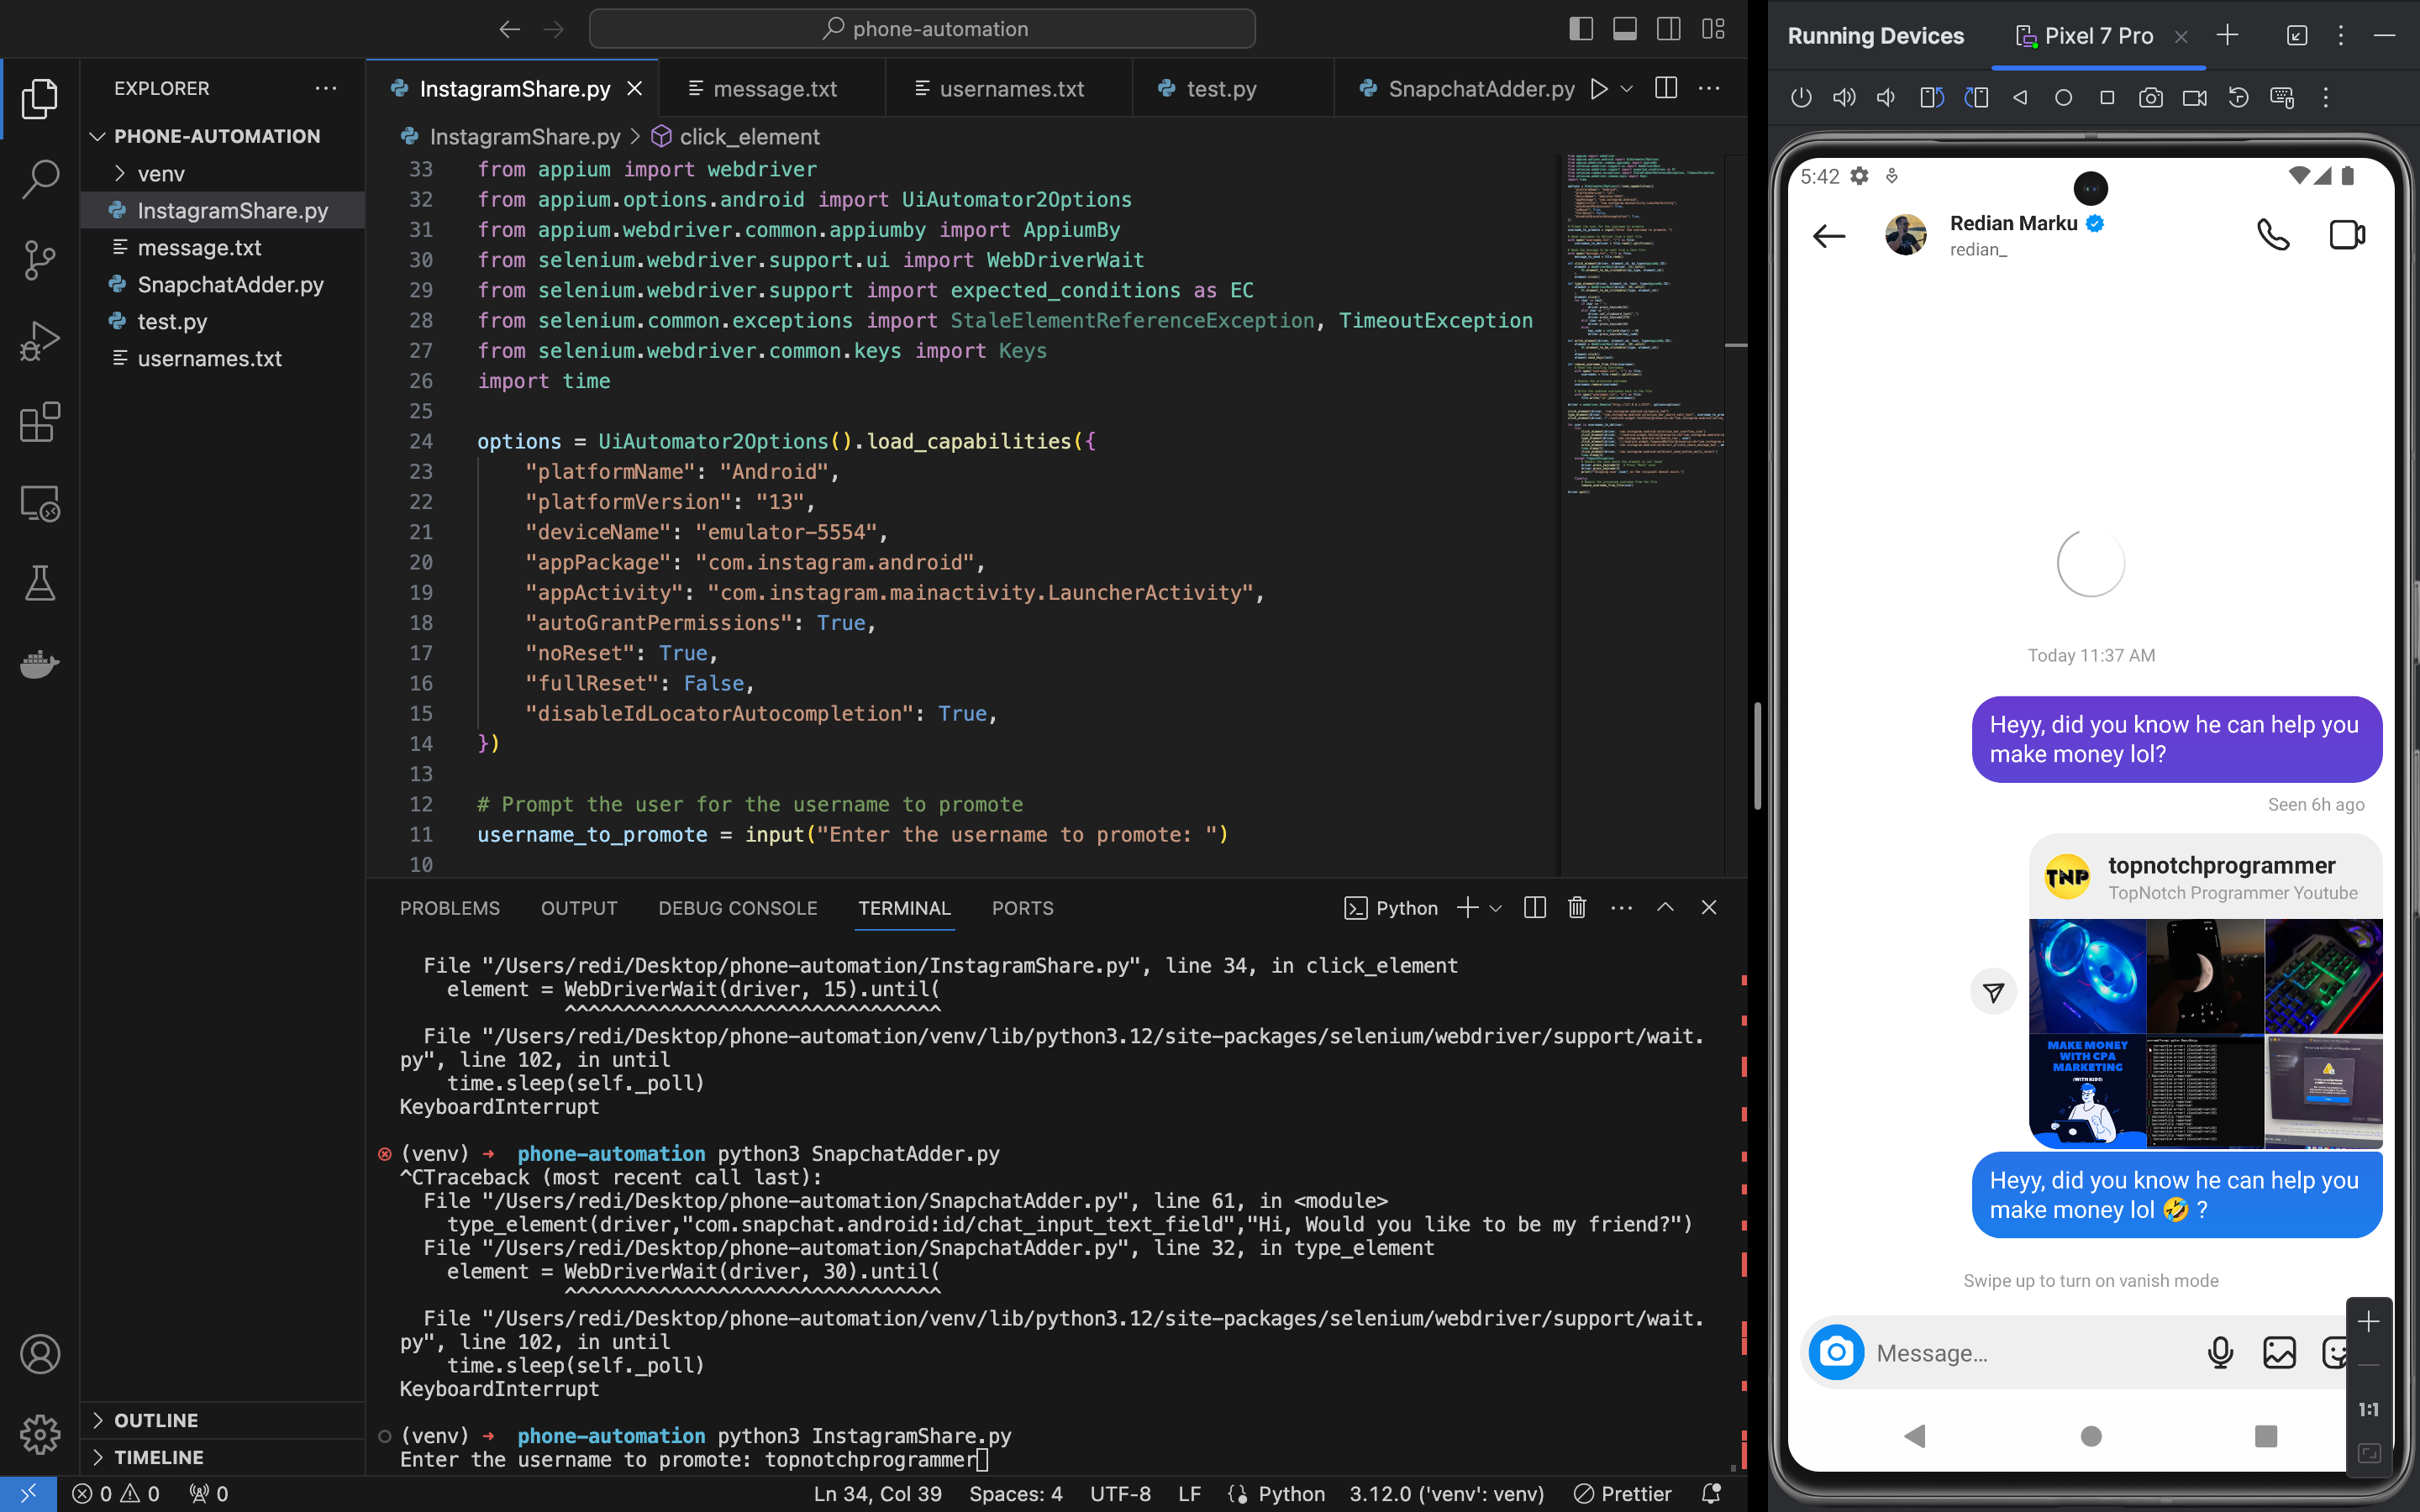 phone-automation
EXPLORER
PHONE-AUTOMATION
venv
InstagramShare.py
message.txt
SnapchatAdder.py
test.py
usernames.txt
OUTLINE
TIMELINE
InstagramShare.py
message.txt
usernames.txt
test.py
SnapchatAdder.py
InstagramShare.py > click_element
33 from appium import webdriver
32 from appium.options.android import UiAutomator2Options
31 from appium.webdriver.common.appiumby import AppiumBy
30 from selenium.webdriver.support.ui import WebDriverWait
29 from selenium.webdriver.support import expected_conditions as EC
28 from selenium.common.exceptions import StaleElementReferenceException, TimeoutException
27 from selenium.webdriver.common.keys import Keys
26 import time
25
24 options = UiAutomator2Options().load_capabilities({
23 "platformName": "Android",
22 "platformVersion": "13",
21 "deviceName": "emulator-5554",
20 "appPackage": "com.instagram.android",
19 "appActivity": "com.instagram.mainactivity.LauncherActivity",
18 "autoGrantPermissions": True,
17 "noReset": True,
16 "fullReset": False,
15 "disableIdLocatorAutocompletion": True,
14 })
13
12 # Prompt the user for the username to promote
11 username_to_promote = input("Enter the username to promote: ")
10
PROBLEMS OUTPUT DEBUG CONSOLE TERMINAL PORTS
Python
File "/Users/redi/Desktop/phone-automation/InstagramShare.py", line 34, in click_element
element = WebDriverWait(driver, 15).until(
^^^^^^^^^^^^^^^^^^^^^^^^^^^^^^^^
File "/Users/redi/Desktop/phone-automation/venv/lib/python3.12/site-packages/selenium/webdriver/support/wait.
py", line 102, in until
time.sleep(self._poll)
KeyboardInterrupt
(venv) ➜ phone-automation python3 SnapchatAdder.py
^CTraceback (most recent call last):
File "/Users/redi/Desktop/phone-automation/SnapchatAdder.py", line 61, in <module>
type_element(driver,"com.snapchat.android:id/chat_input_text_field","Hi, Would you like to be my friend?")
File "/Users/redi/Desktop/phone-automation/SnapchatAdder.py", line 32, in type_element
element = WebDriverWait(driver, 30).until(
^^^^^^^^^^^^^^^^^^^^^^^^^^^^^^^^
File "/Users/redi/Desktop/phone-automation/venv/lib/python3.12/site-packages/selenium/webdriver/support/wait.
py", line 102, in until
time.sleep(self._poll)
KeyboardInterrupt
(venv) ➜ phone-automation python3 InstagramShare.py
Enter the username to promote: topnotchprogrammer
0 0 0
Ln 34, Col 39 Spaces: 4 UTF-8 LF Python 3.12.0 ('venv': venv) Prettier
Running Devices
Pixel 7 Pro
5:42
Redian Marku
redian_
Today 11:37 AM
Heyy, did you know he can help you
make money lol?
Seen 6h ago
TNP
topnotchprogrammer
TopNotch Programmer Youtube
MAKE MONEY
WITH CPA
MARKETING
Heyy, did you know he can help you
make money lol 🤣 ?
Swipe up to turn on vanish mode
Message…
1:1